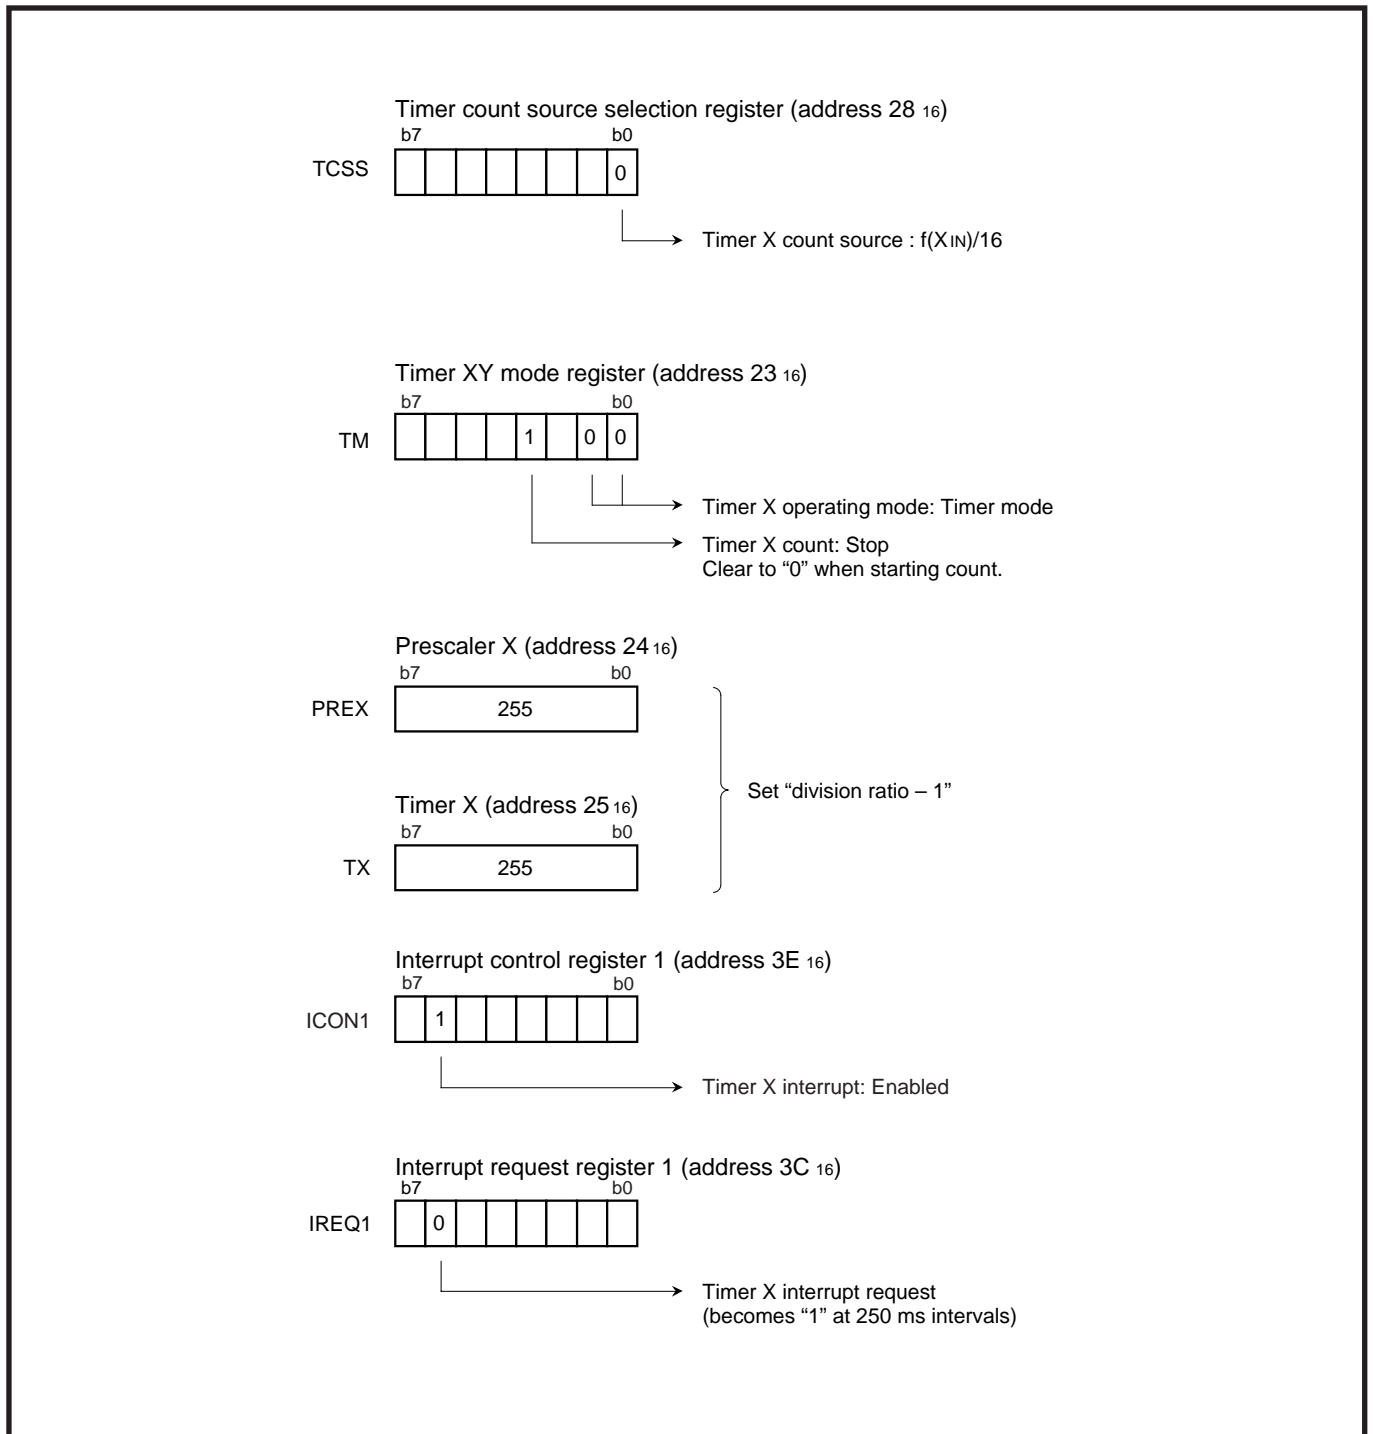 Timer count source selection register (address 28 16)
b7 b0
TCSS 0
Timer X count source : f(XIN)/16
Timer XY mode register (address 23 16)
b7 b0
TM 1 0 0
Timer X operating mode: Timer mode
Timer X count: Stop
Clear to “0” when starting count.
Prescaler X (address 24 16)
b7 b0
PREX 255
Set “division ratio – 1”
Timer X (address 25 16)
b7 b0
TX 255
Interrupt control register 1 (address 3E 16)
b7 b0
ICON1 1
Timer X interrupt: Enabled
Interrupt request register 1 (address 3C 16)
b7 b0
IREQ1 0
Timer X interrupt request
(becomes “1” at 250 ms intervals)